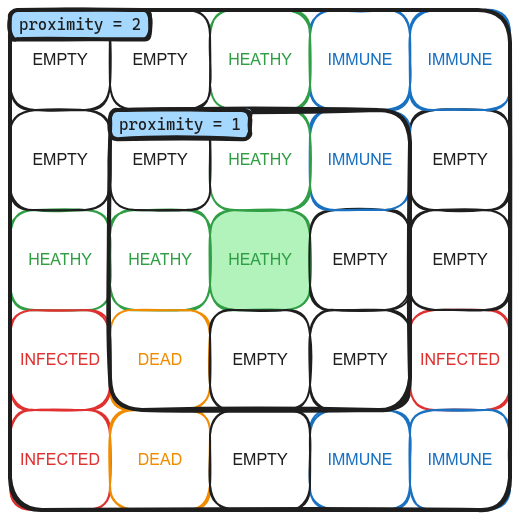 proximity = 2
EMPTY EMPTY HEATHY IMMUNE IMMUNE
proximity = 1
EMPTY EMPTY HEATHY IMMUNE EMPTY
HEATHY HEATHY HEATHY EMPTY EMPTY
INFECTED DEAD EMPTY EMPTY INFECTED
INFECTED DEAD EMPTY IMMUNE IMMUNE